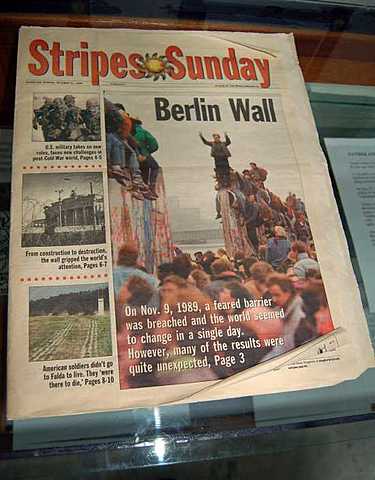 Stripes Sunday
Berlin Wall
U.S. military takes on new
roles, faces new challenges in
post Cold War world, Pages 4-5
From construction to destruction,
the wall gripped the world's
attention, Pages 6-7
American soldiers didn't go
to Fulda to live. They 'were
there to die,' Pages 8-10
On Nov. 9, 1989, a feared barrier
was breached and the world seemed
to change in a single day.
However, many of the results were
quite unexpected, Page 3